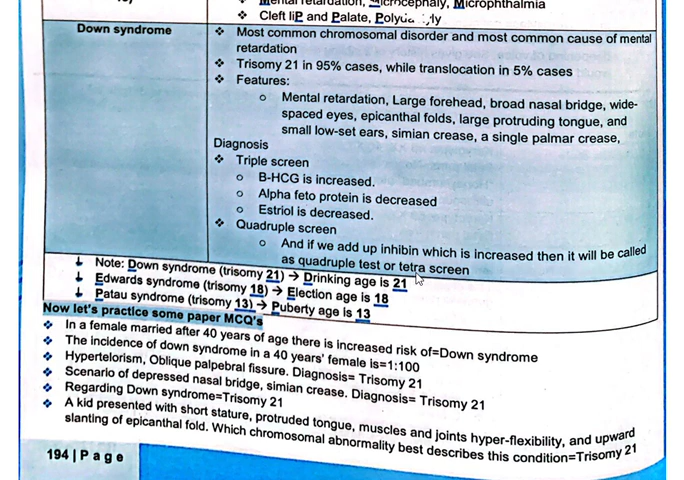 Mental retardation, Microcephaly, Microphthalmia
❖ Cleft liP and Palate, Polydactyly
Down syndrome
❖ Most common chromosomal disorder and most common cause of mental
retardation
❖ Trisomy 21 in 95% cases, while translocation in 5% cases
❖ Features:
o Mental retardation, Large forehead, broad nasal bridge, wide-
spaced eyes, epicanthal folds, large protruding tongue, and
small low-set ears, simian crease, a single palmar crease,
Diagnosis
❖ Triple screen
o B-HCG is increased.
o Alpha feto protein is decreased
o Estriol is decreased.
❖ Quadruple screen
o And if we add up inhibin which is increased then it will be called
as quadruple test or tetra screen
Note: Down syndrome (trisomy 21) → Drinking age is 21
Edwards syndrome (trisomy 18) → Election age is 18
Patau syndrome (trisomy 13) → Puberty age is 13
Now let's practice some paper MCQ's
❖ In a female married after 40 years of age there is increased risk of=Down syndrome
❖ The incidence of down syndrome in a 40 years' female is=1:100
❖ Hypertelorism, Oblique palpebral fissure. Diagnosis= Trisomy 21
❖ Scenario of depressed nasal bridge, simian crease. Diagnosis= Trisomy 21
❖ Regarding Down syndrome=Trisomy 21
❖ A kid presented with short stature, protruded tongue, muscles and joints hyper-flexibility, and upward
slanting of epicanthal fold. Which chromosomal abnormality best describes this condition=Trisomy 21
194 | P a g e